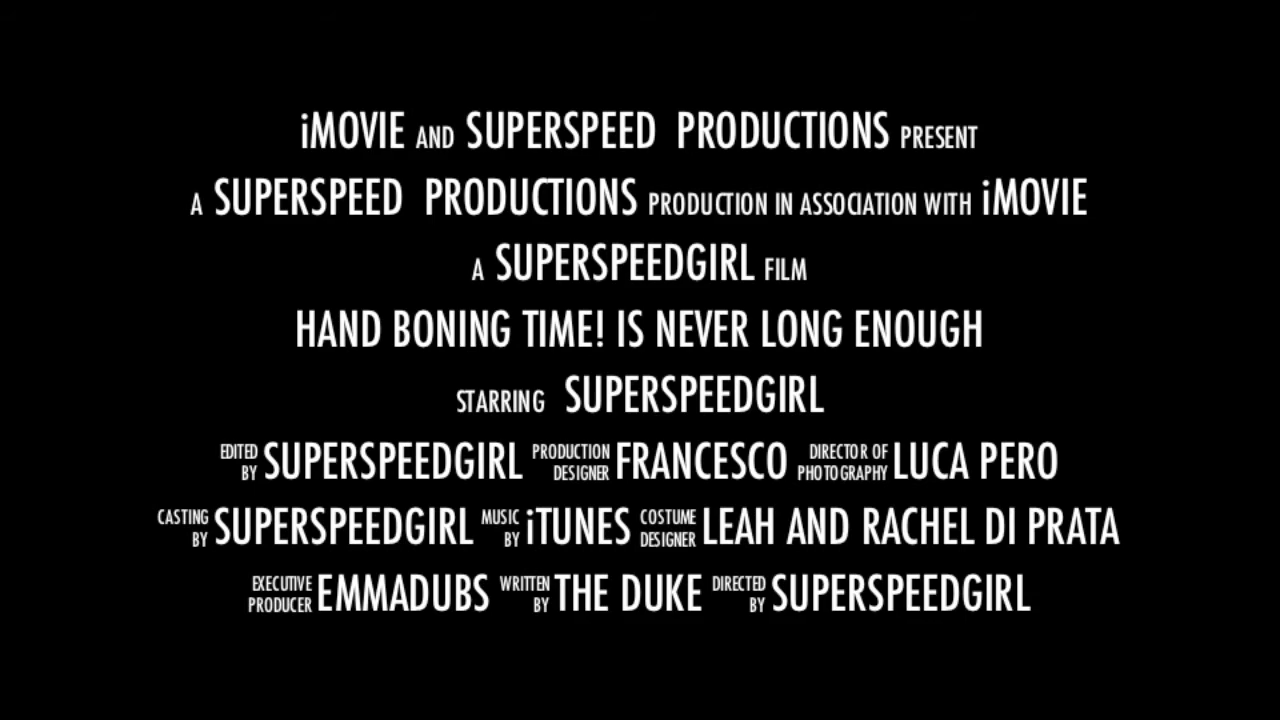 iMOVIE AND SUPERSPEED PRODUCTIONS PRESENT
A SUPERSPEED PRODUCTIONS PRODUCTION IN ASSOCIATION WITH iMOVIE
A SUPERSPEEDGIRL FILM
HAND BONING TIME! IS NEVER LONG ENOUGH
STARRING SUPERSPEEDGIRL
EDITED BY SUPERSPEEDGIRL PRODUCTION DESIGNER FRANCESCO DIRECTOR OF PHOTOGRAPHY LUCA PERO
CASTING BY SUPERSPEEDGIRL MUSIC BY iTUNES COSTUME DESIGNER LEAH AND RACHEL DI PRATA
EXECUTIVE PRODUCER EMMADUBS WRITTEN BY THE DUKE DIRECTED BY SUPERSPEEDGIRL